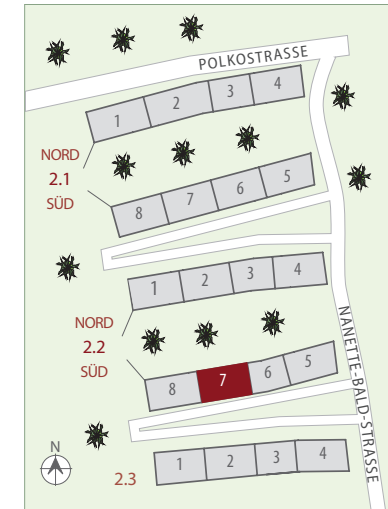 POLKOSTRASSE
1 2 3 4
NORD
2.1
SÜD
8 7 6 5
1 2 3 4
NORD
2.2
SÜD
8 7 6 5
NANETTE-BALD-STRASSE
N
2.3
1 2 3 4